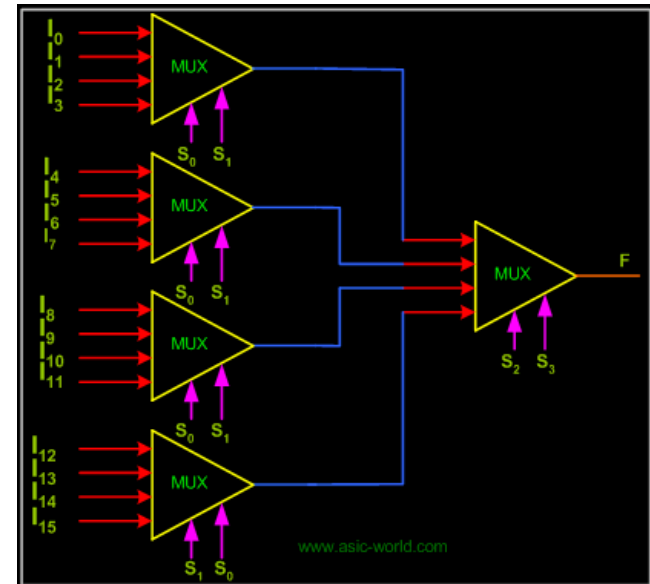 I0
I1
I2
I3
MUX
S0 S1
I4
I5
I6
I7
MUX
S0 S1
I8
I9
I10
I11
MUX
S0 S1
I12
I13
I14
I15
MUX
S1 S0
MUX
F
S2 S3
www.asic-world.com